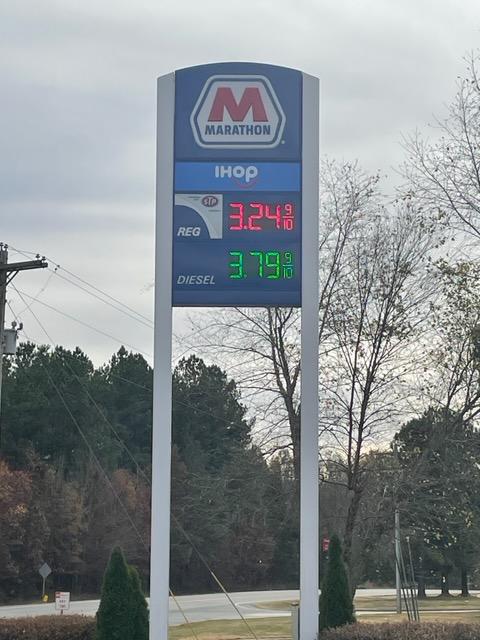 M
MARATHON
IHOP
STP
REG 3.24 9/10
DIESEL 3.79 9/10